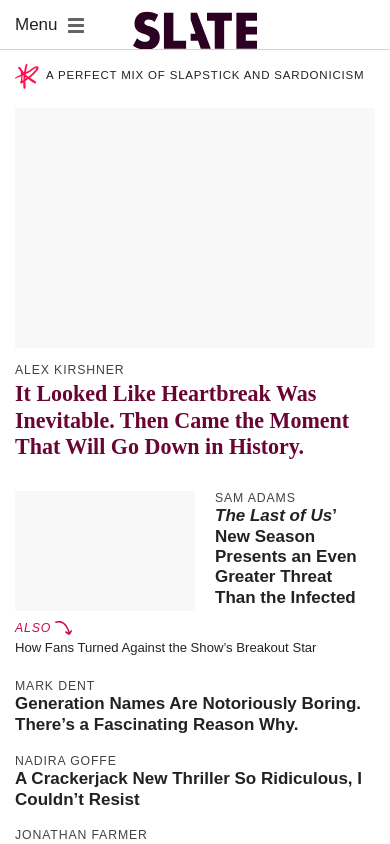 Menu
SLATE
A PERFECT MIX OF SLAPSTICK AND SARDONICISM
ALEX KIRSHNER
It Looked Like Heartbreak Was
Inevitable. Then Came the Moment
That Will Go Down in History.
SAM ADAMS
The Last of Us’
New Season
Presents an Even
Greater Threat
Than the Infected
ALSO
How Fans Turned Against the Show’s Breakout Star
MARK DENT
Generation Names Are Notoriously Boring.
There’s a Fascinating Reason Why.
NADIRA GOFFE
A Crackerjack New Thriller So Ridiculous, I
Couldn’t Resist
JONATHAN FARMER